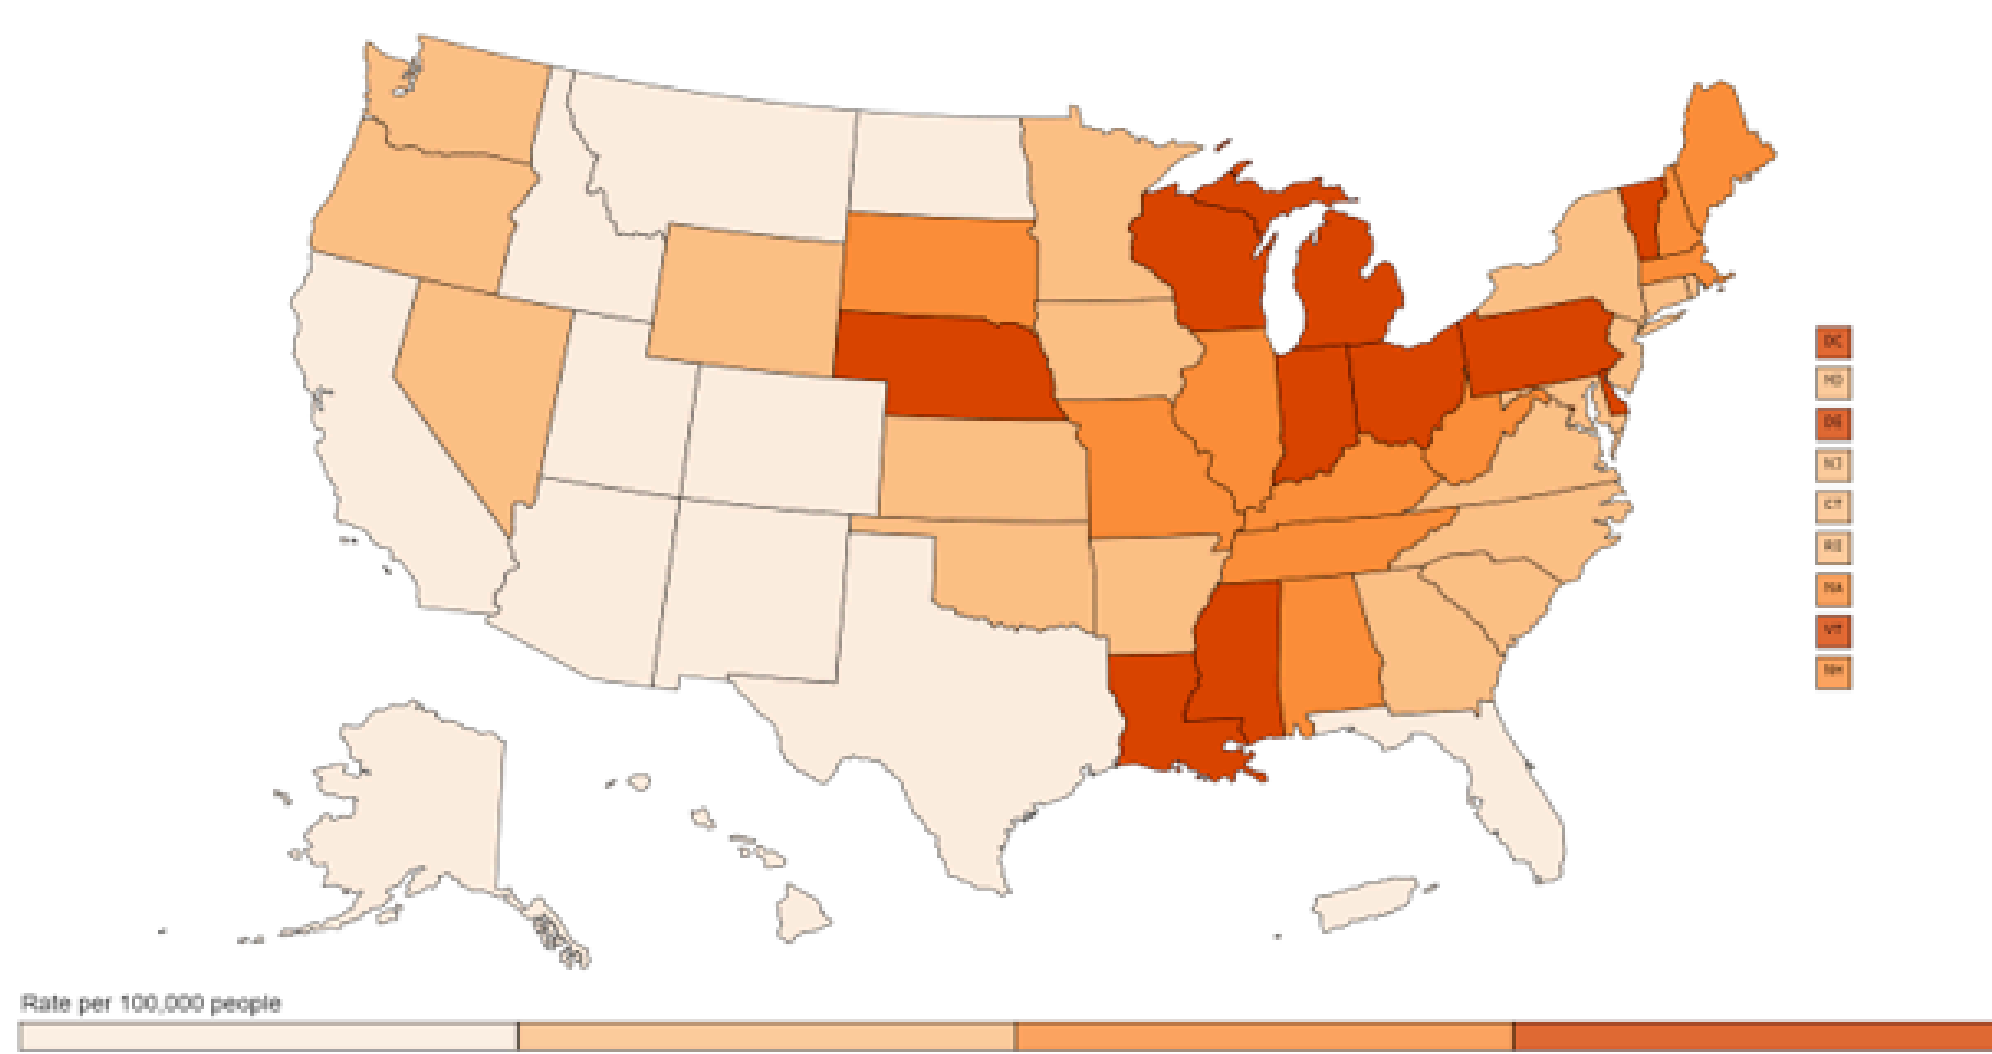 DC
MD
DE
NJ
CT
RI
MA
VT
NH
Rate per 100,000 people